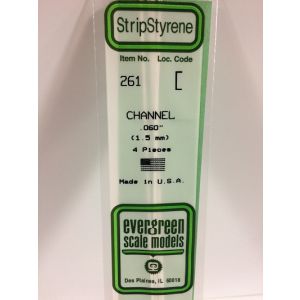 StripStyrene
Item No. Loc. Code
261
CHANNEL
.060"
(1.5 mm)
4 Pieces
Made in U.S.A.
evergreen
scale models
Des Plaines, IL 60018